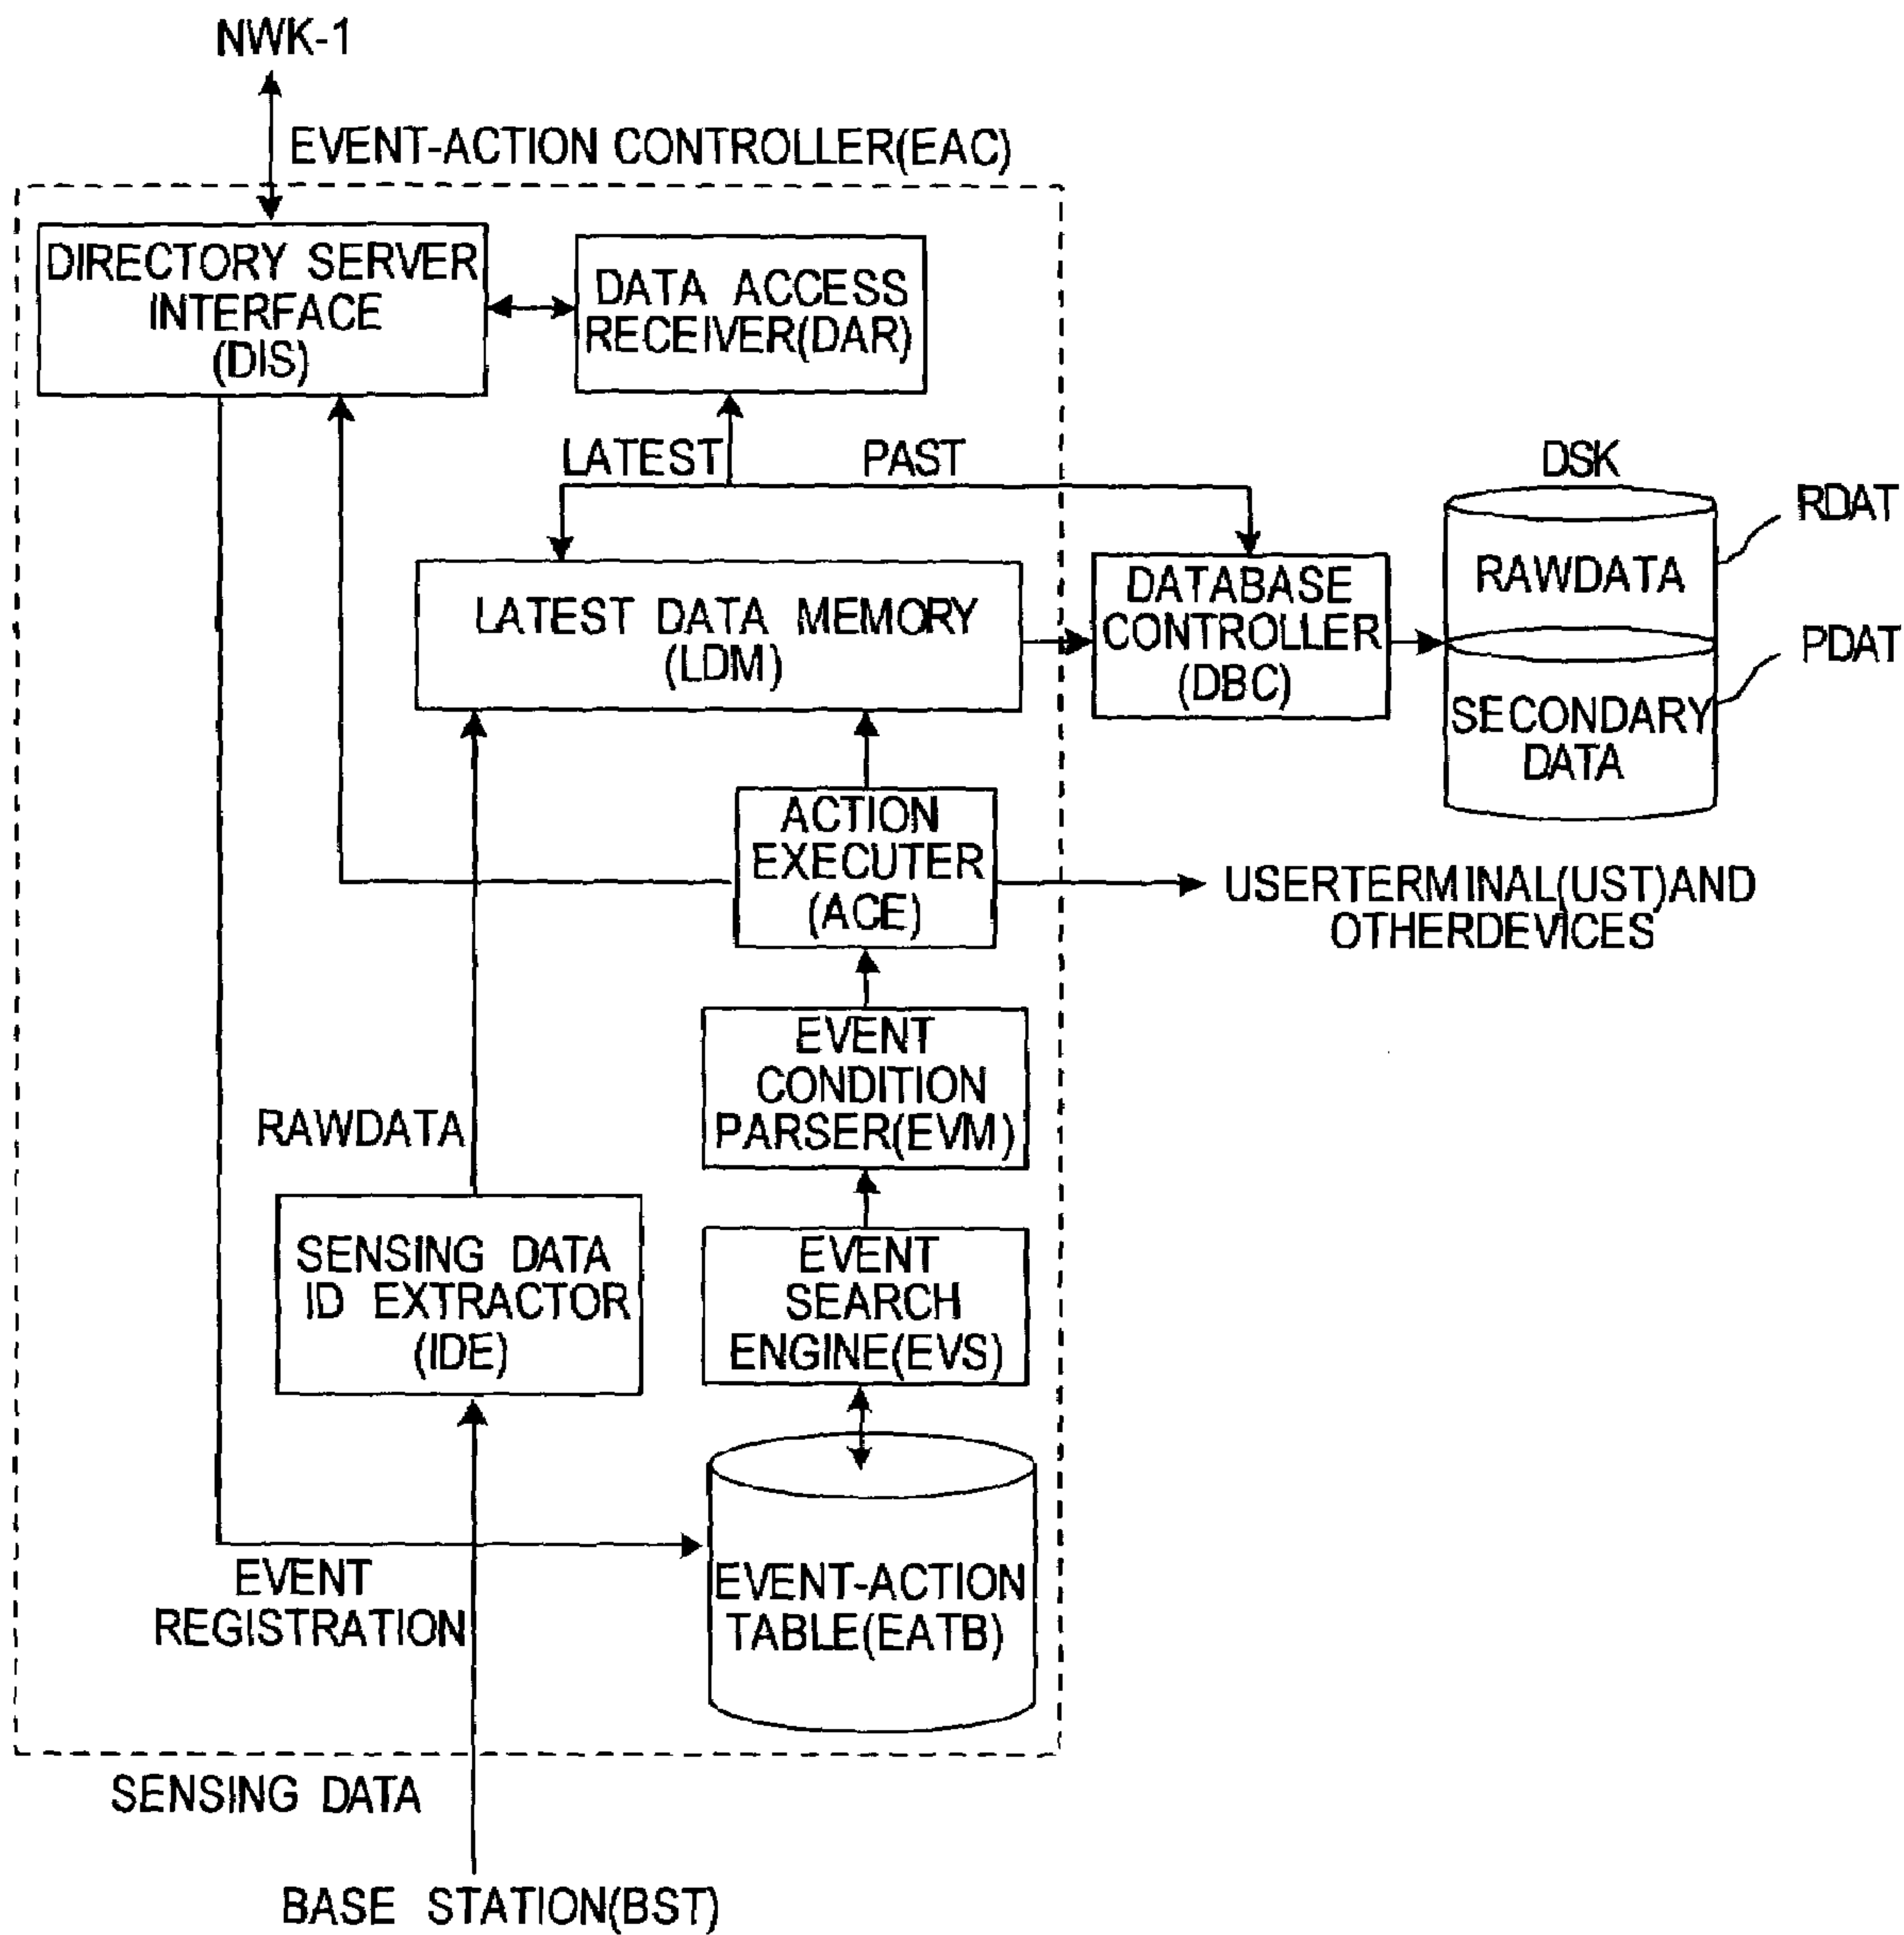 NWK-1
EVENT-ACTION CONTROLLER(EAC)
DIRECTORY SERVER
INTERFACE
(DIS)
DATA ACCESS
RECEIVER(DAR)
LATEST
PAST
DSK
RDAT
RAWDATA
PDAT
SECONDARY
DATA
LATEST DATA MEMORY
(LDM)
DATABASE
CONTROLLER
(DBC)
ACTION
EXECUTER
(ACE)
USERTERMINAL(UST)AND
OTHERDEVICES
EVENT
CONDITION
PARSER(EVM)
RAWDATA
SENSING DATA
ID EXTRACTOR
(IDE)
EVENT
SEARCH
ENGINE(EVS)
EVENT
REGISTRATION
EVENT-ACTION
TABLE(EATB)
SENSING DATA
BASE STATION(BST)